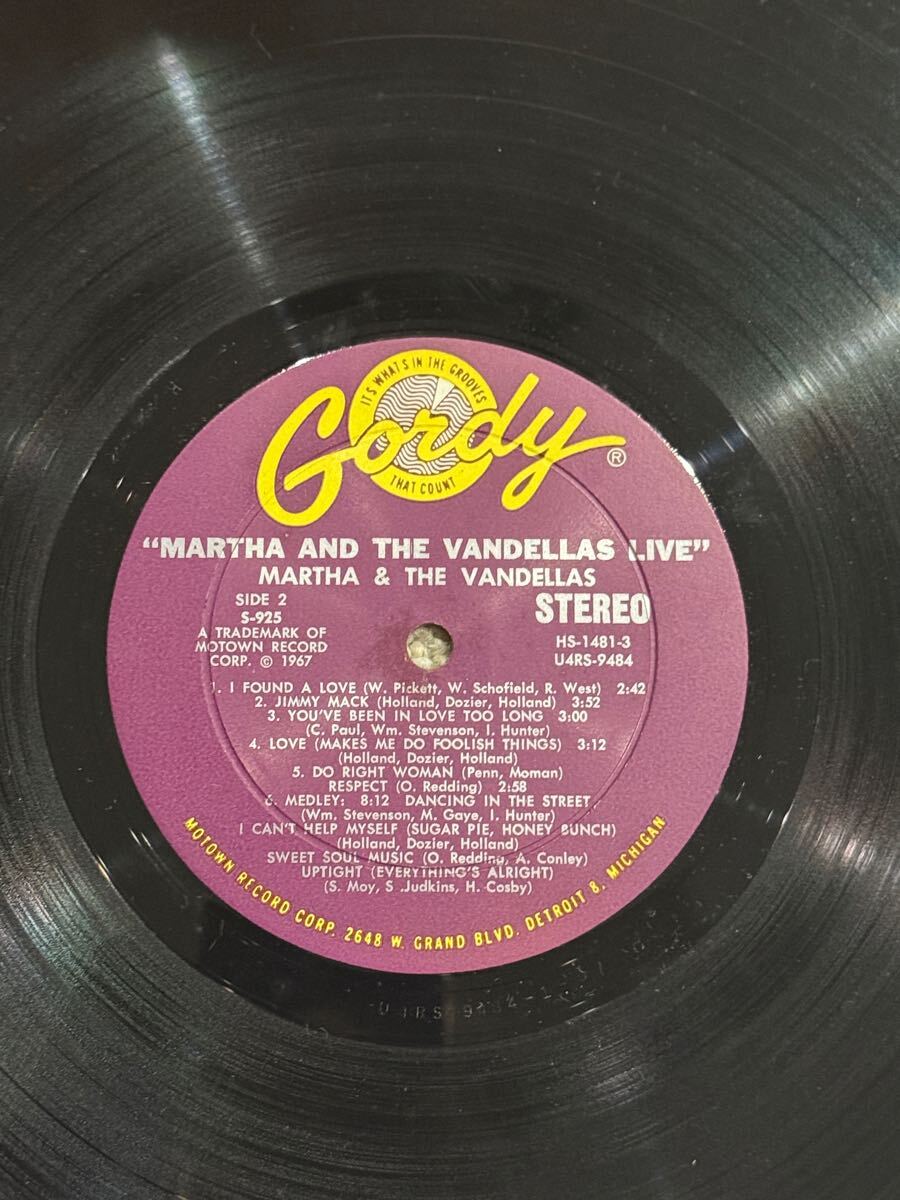 IT'S WHAT'S IN THE GROOVES
Gordy
®
THAT COUNT
"MARTHA AND THE VANDELLAS LIVE"
MARTHA & THE VANDELLAS
SIDE 2
S-925
A TRADEMARK OF
MOTOWN RECORD
CORP. © 1967
STEREO
HS-1481-3
U4RS-9484
1. I FOUND A LOVE (W. Pickett, W. Schofield, R. West) 2:42
2. JIMMY MACK (Holland, Dozier, Holland) 3:52
3. YOU'VE BEEN IN LOVE TOO LONG 3:00
(C. Paul, Wm. Stevenson, I. Hunter)
4. LOVE (MAKES ME DO FOOLISH THINGS) 3:12
(Holland, Dozier, Holland)
5. DO RIGHT WOMAN (Penn, Moman)
RESPECT (O. Redding) 2:58
6. MEDLEY: 8:12 DANCING IN THE STREET
(Wm. Stevenson, M. Gaye, I. Hunter)
I CAN'T HELP MYSELF (SUGAR PIE, HONEY BUNCH)
(Holland, Dozier, Holland)
SWEET SOUL MUSIC (O. Redding, A. Conley)
UPTIGHT (EVERYTHING'S ALRIGHT)
(S. Moy, S. Judkins, H. Cosby)
MOTOWN RECORD CORP. 2648 W. GRAND BLVD. DETROIT 8, MICHIGAN